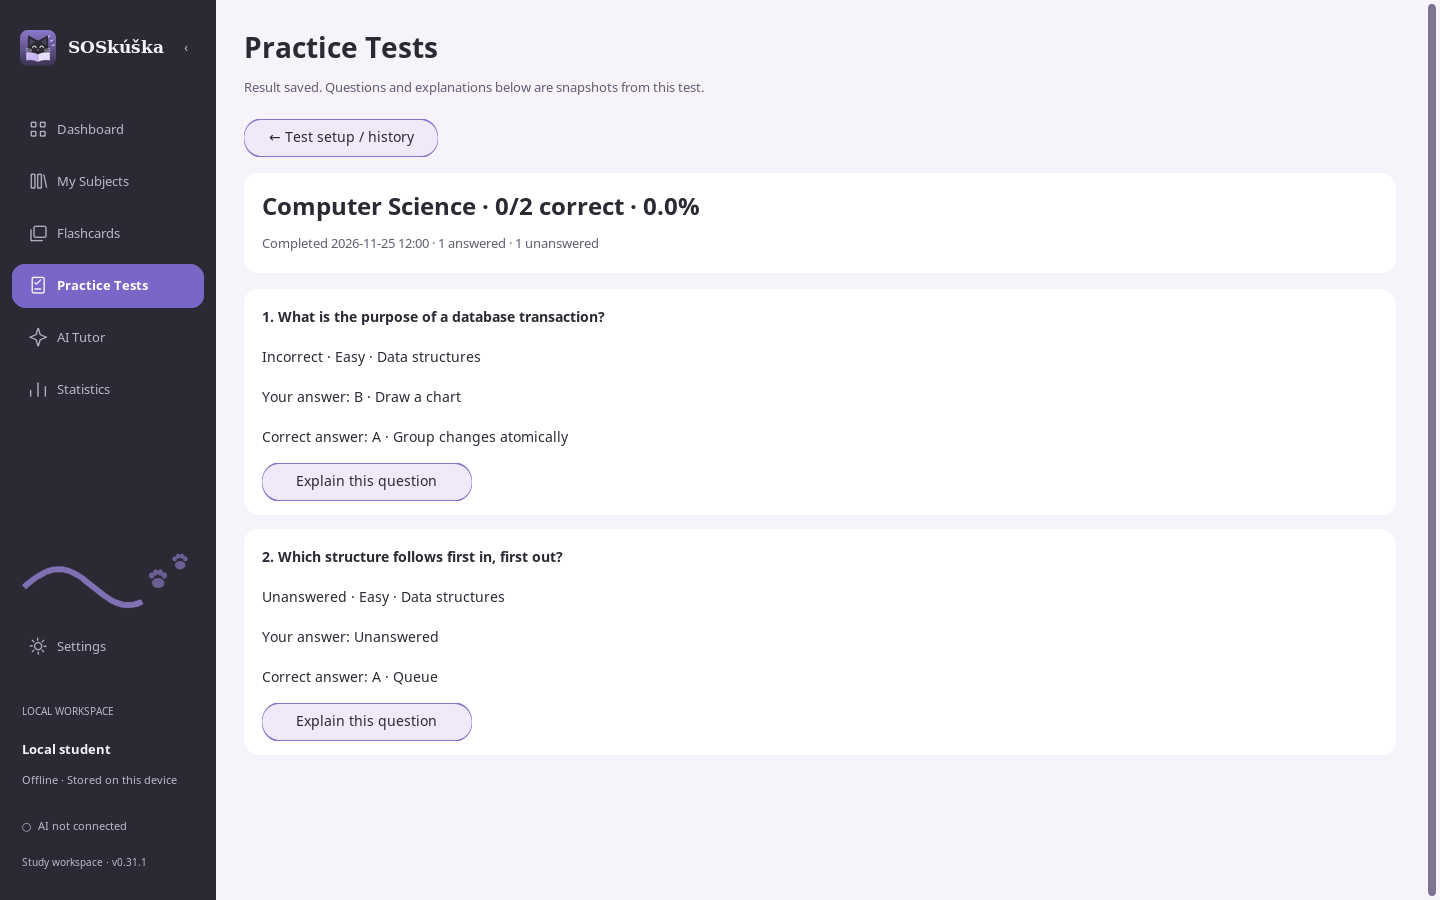 SOSkúška ‹
Dashboard
My Subjects
Flashcards
Practice Tests
AI Tutor
Statistics
Settings
LOCAL WORKSPACE
Local student
Offline · Stored on this device
AI not connected
Study workspace · v0.31.1
Practice Tests
Result saved. Questions and explanations below are snapshots from this test.
← Test setup / history
Computer Science · 0/2 correct · 0.0%
Completed 2026-11-25 12:00 · 1 answered · 1 unanswered
1. What is the purpose of a database transaction?
Incorrect · Easy · Data structures
Your answer: B · Draw a chart
Correct answer: A · Group changes atomically
Explain this question
2. Which structure follows first in, first out?
Unanswered · Easy · Data structures
Your answer: Unanswered
Correct answer: A · Queue
Explain this question